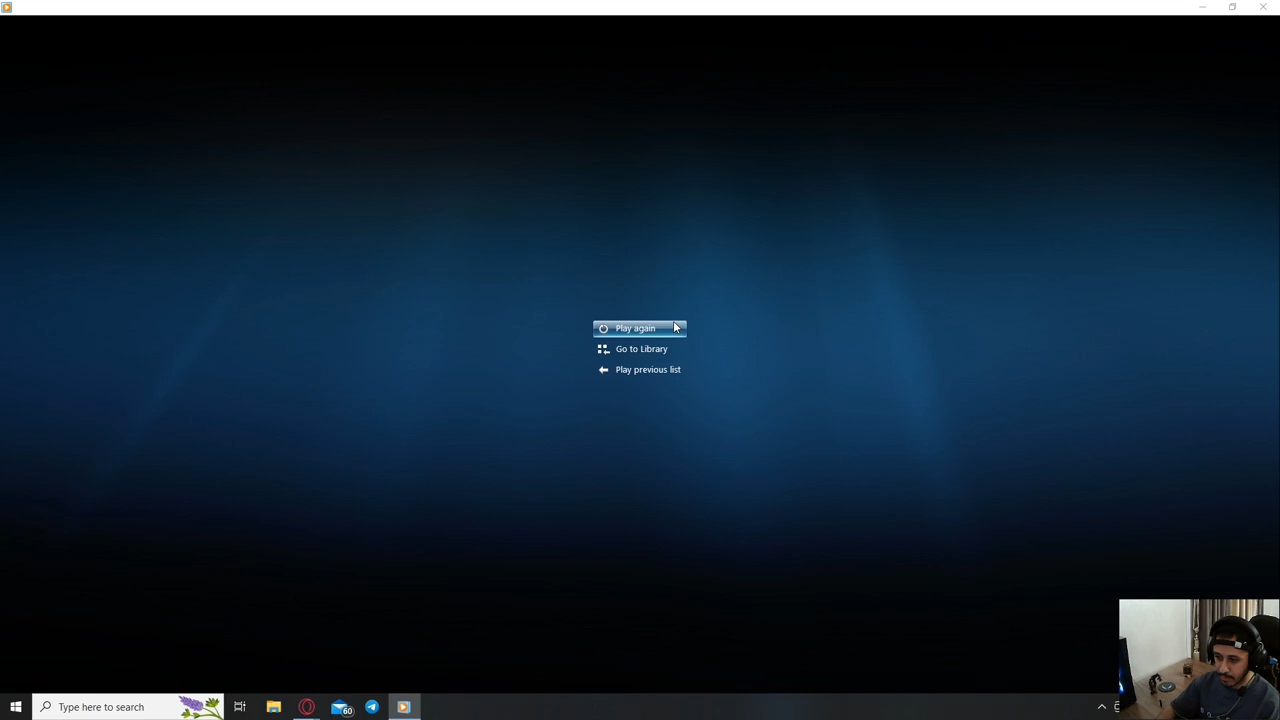 Play again
Go to Library
Play previous list
Type here to search
60